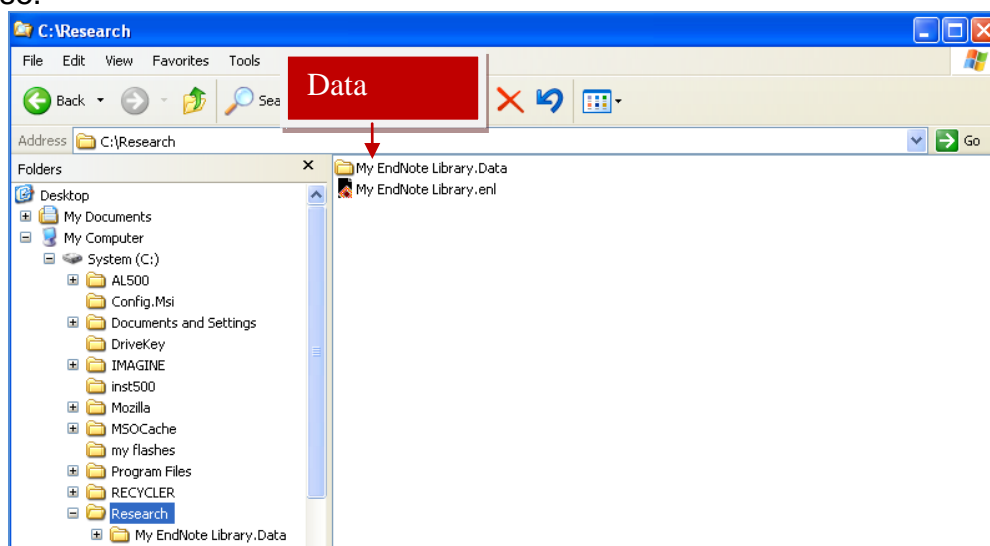 C:\Research
File Edit View Favorites Tools
Data
Back Sea
Address C:\Research Go
Folders
My EndNote Library.Data
My EndNote Library.enl
Desktop
My Documents
My Computer
System (C:)
AL500
Config.Msi
Documents and Settings
DriveKey
IMAGINE
inst500
Mozilla
MSOCache
my flashes
Program Files
RECYCLER
Research
My EndNote Library.Data